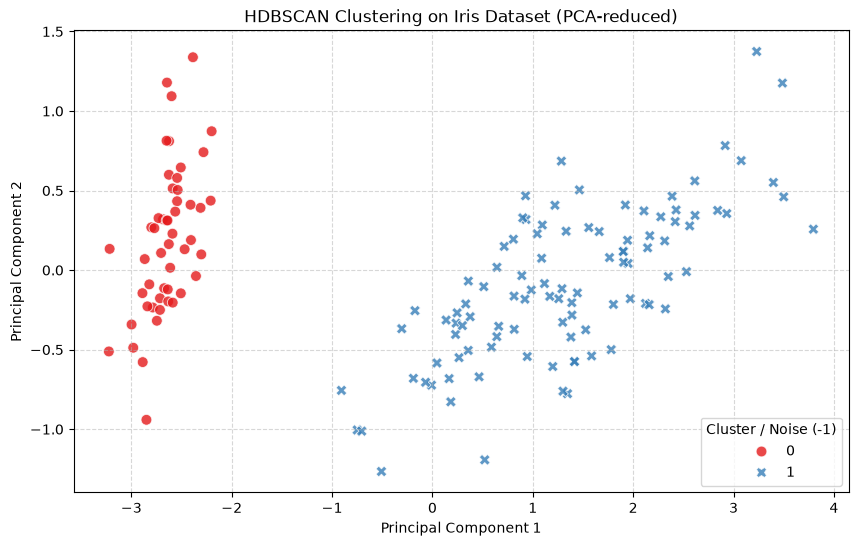 HDBSCAN Clustering on Iris Dataset (PCA-reduced)
Principal Component 2
1.5
1.0
0.5
0.0
−0.5
−1.0
Cluster / Noise (-1)
0
1
−3 −2 −1 0 1 2 3 4
Principal Component 1